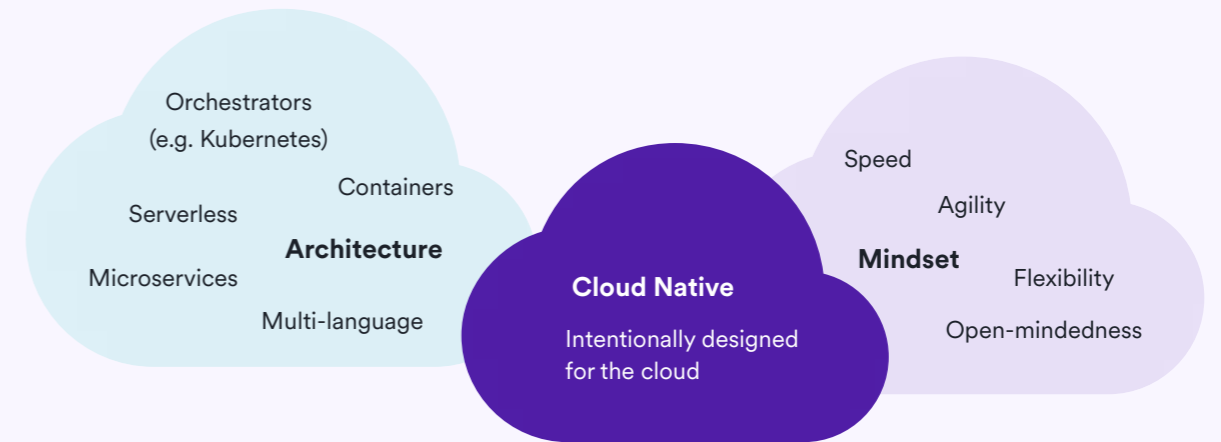 Orchestrators
(e.g. Kubernetes)
Containers
Serverless
Architecture
Microservices
Multi-language
Cloud Native
Intentionally designed
for the cloud
Speed
Agility
Mindset
Flexibility
Open-mindedness